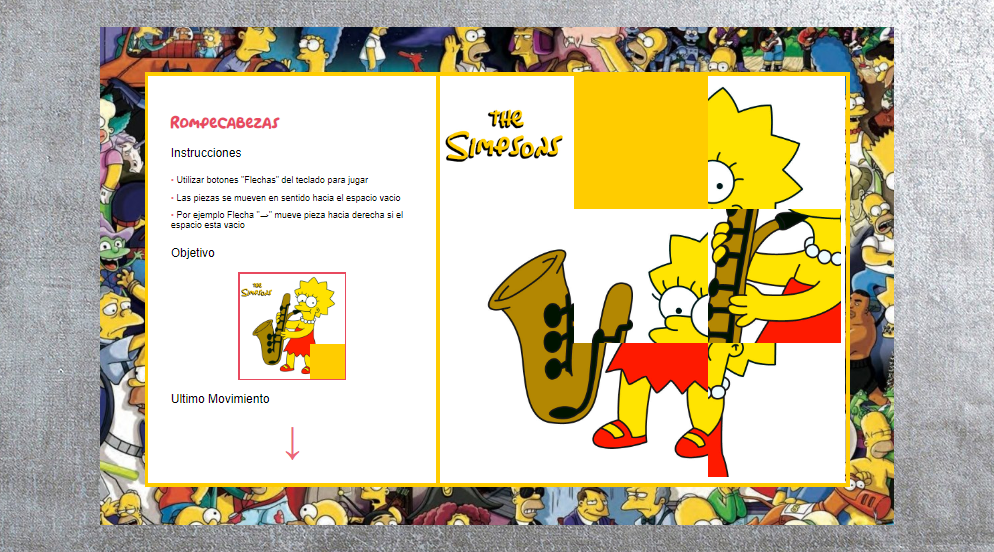 ROMPECABEZAS
Instrucciones
- Utilizar botones "Flechas" del teclado para jugar
- Las piezas se mueven en sentido hacia el espacio vacio
- Por ejemplo Flecha "→" mueve pieza hacia derecha si el
espacio esta vacio
Objetivo
THE
SIMPSONS
Ultimo Movimiento
THE
SIMPSONS